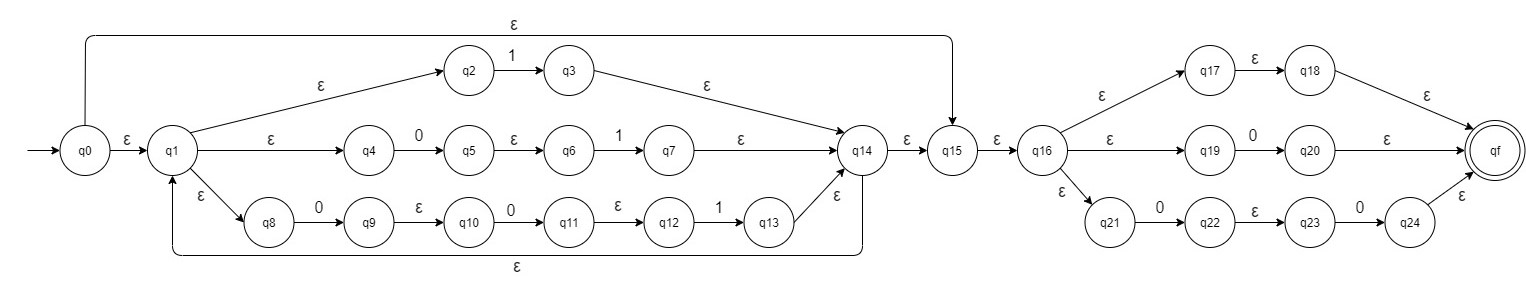 ε
q2 1 q3 q17 ε q18
ε ε ε ε
q0 ε q1 ε q4 0 q5 ε q6 1 q7 ε q14 ε q15 ε q16 ε q19 0 q20 ε qf
ε ε ε ε
q8 0 q9 ε q10 0 q11 ε q12 1 q13 q21 0 q22 ε q23 0 q24
ε